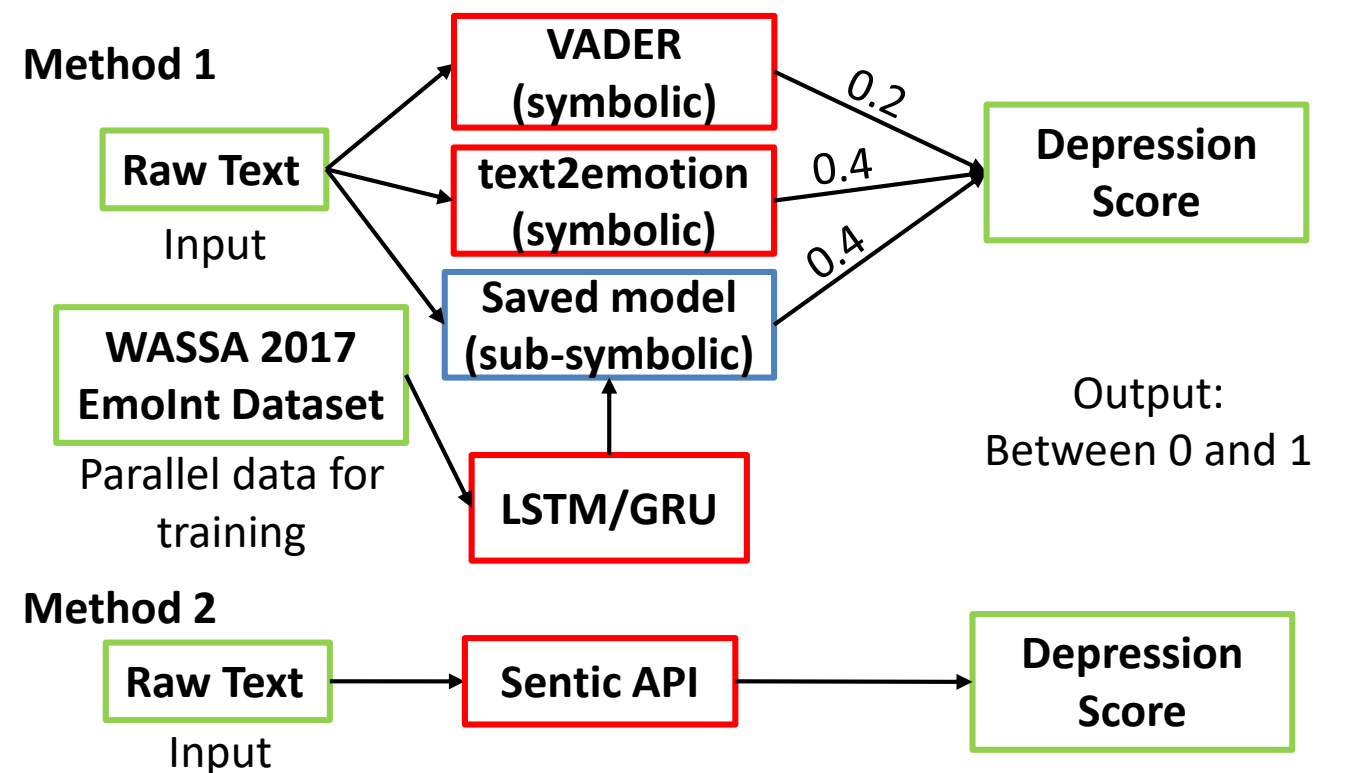 Method 1
Raw Text
Input
VADER
(symbolic)
text2emotion
(symbolic)
Saved model
(sub-symbolic)
0.2
0.4
0.4
Depression
Score
WASSA 2017
EmoInt Dataset
Parallel data for
training
LSTM/GRU
Output:
Between 0 and 1
Method 2
Raw Text
Input
Sentic API
Depression
Score